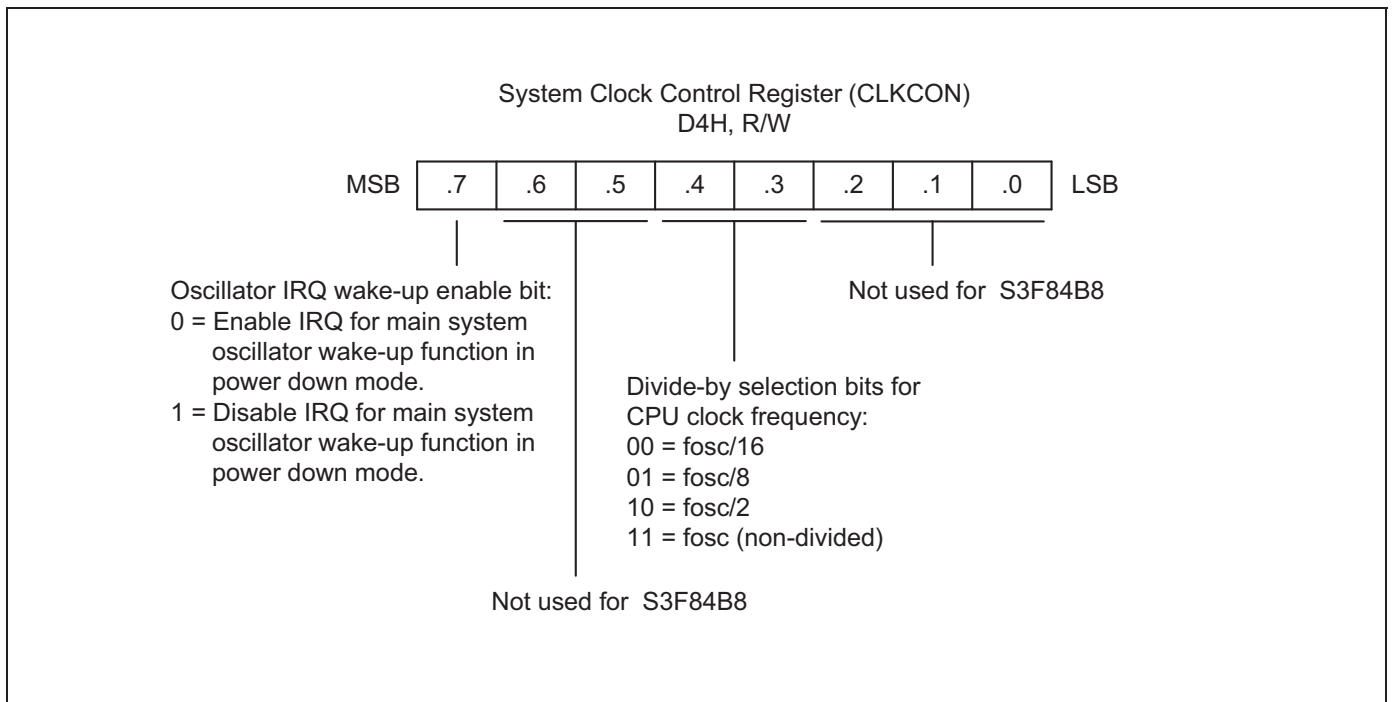 System Clock Control Register (CLKCON)
D4H, R/W
MSB .7 .6 .5 .4 .3 .2 .1 .0 LSB
Oscillator IRQ wake-up enable bit:
0 = Enable IRQ for main system
oscillator wake-up function in
power down mode.
1 = Disable IRQ for main system
oscillator wake-up function in
power down mode.
Not used for S3F84B8
Divide-by selection bits for
CPU clock frequency:
00 = fosc/16
01 = fosc/8
10 = fosc/2
11 = fosc (non-divided)
Not used for S3F84B8